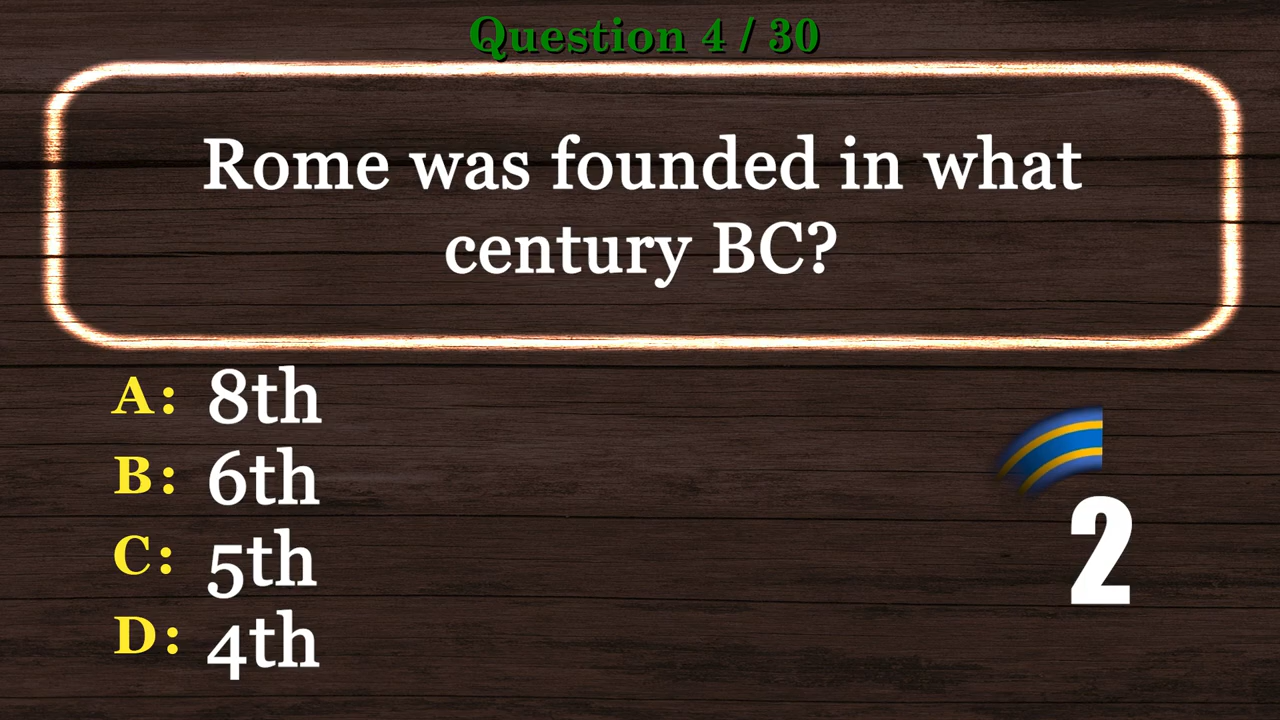 Question 4 / 30
Rome was founded in what
century BC?
A: 8th
B: 6th
C: 5th
D: 4th
2